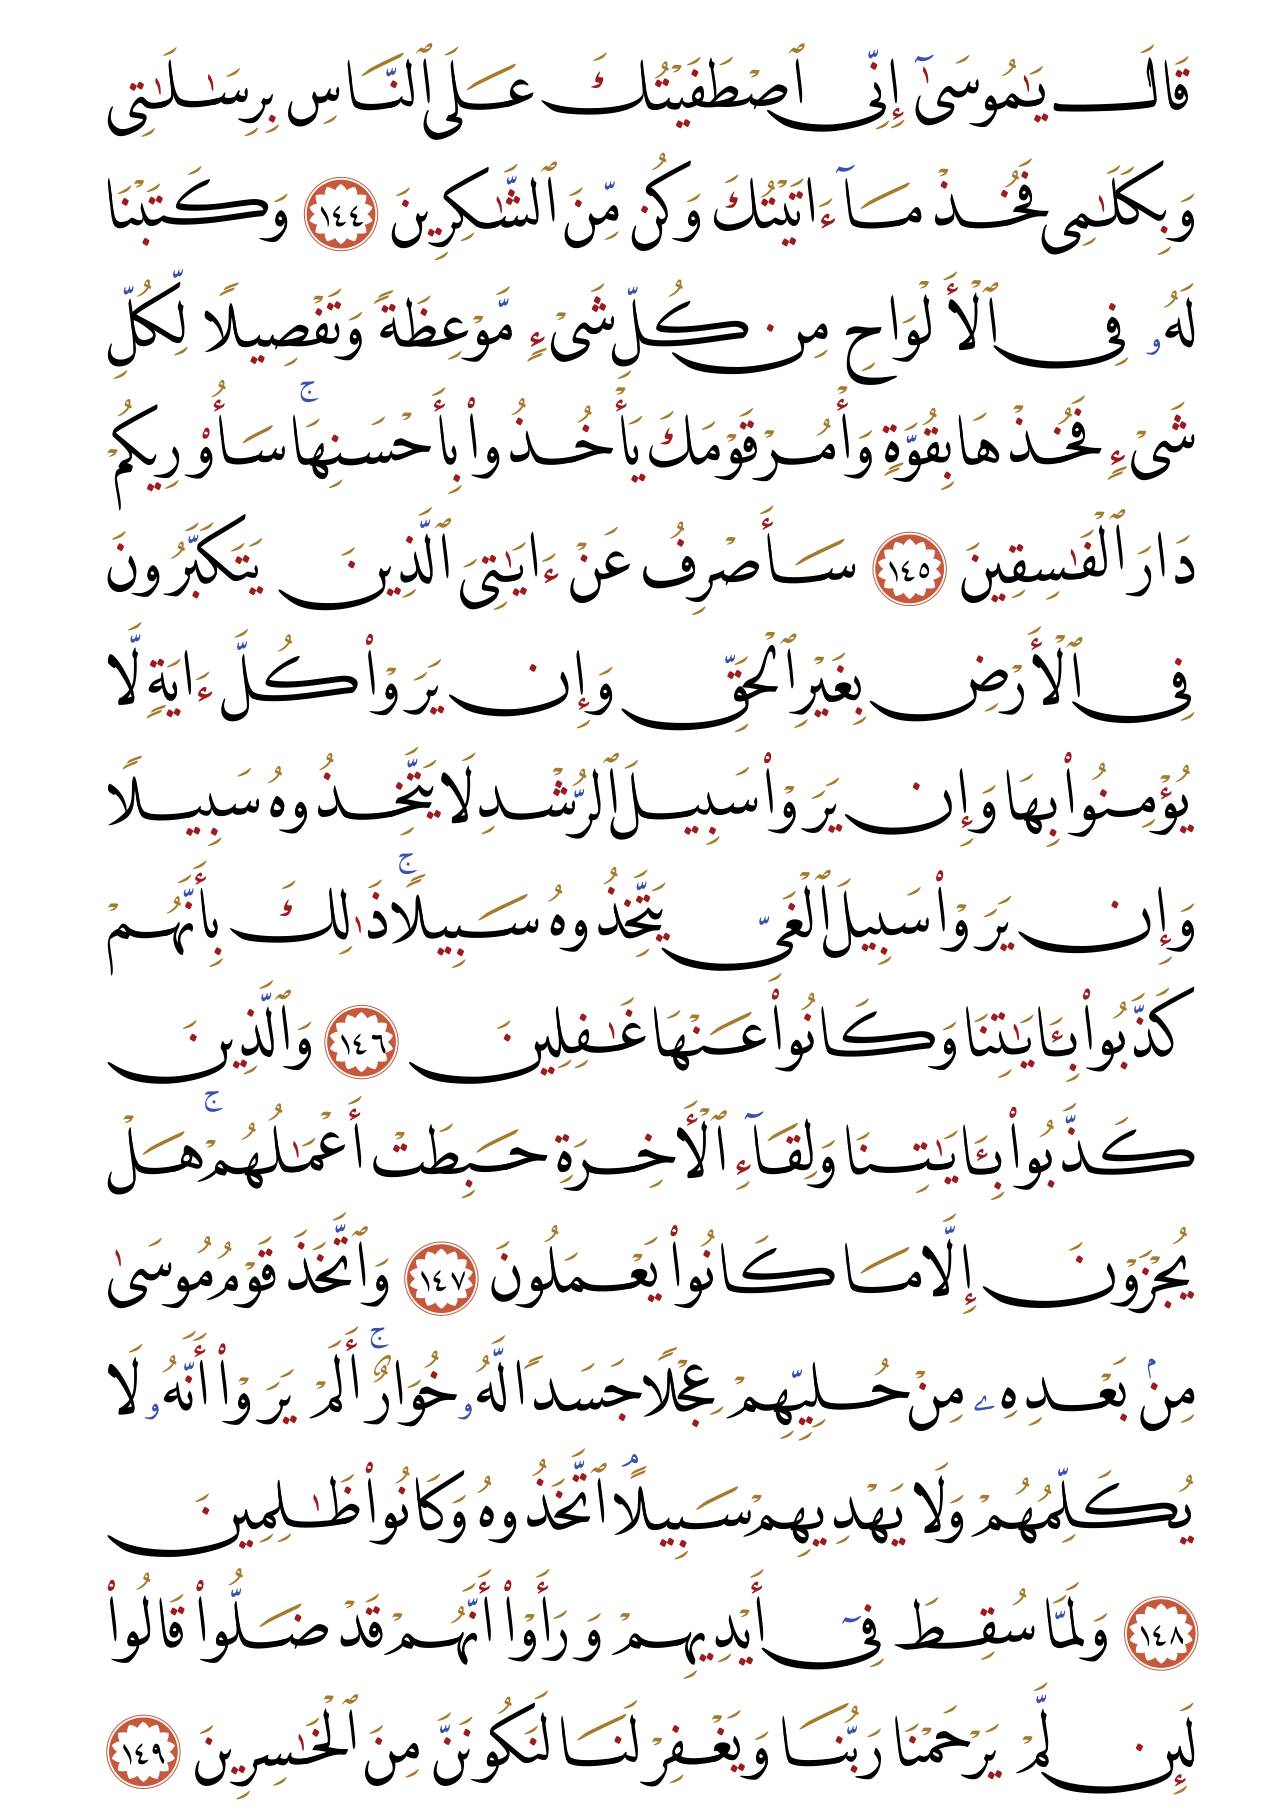 قَالَ يَٰمُوسَىٰٓ إِنِّى ٱصْطَفَيْتُكَ عَلَى ٱلنَّاسِ بِرِسَٰلَٰتِى
وَبِكَلَٰمِى فَخُذْ مَآ ءَاتَيْتُكَ وَكُن مِّنَ ٱلشَّٰكِرِينَ ١٤٤ وَكَتَبْنَا
لَهُۥ فِى ٱلْأَلْوَاحِ مِن كُلِّ شَىْءٍ مَّوْعِظَةً وَتَفْصِيلًا لِّكُلِّ
شَىْءٍ فَخُذْهَا بِقُوَّةٍ وَأْمُرْ قَوْمَكَ يَأْخُذُوا۟ بِأَحْسَنِهَا ۚ سَأُو۟رِيكُمْ
دَارَ ٱلْفَٰسِقِينَ ١٤٥ سَأَصْرِفُ عَنْ ءَايَٰتِىَ ٱلَّذِينَ يَتَكَبَّرُونَ
فِى ٱلْأَرْضِ بِغَيْرِ ٱلْحَقِّ وَإِن يَرَوْا۟ كُلَّ ءَايَةٍ لَّا
يُؤْمِنُوا۟ بِهَا وَإِن يَرَوْا۟ سَبِيلَ ٱلرُّشْدِ لَا يَتَّخِذُوهُ سَبِيلًا
وَإِن يَرَوْا۟ سَبِيلَ ٱلْغَىِّ يَتَّخِذُوهُ سَبِيلًا ۚ ذَٰلِكَ بِأَنَّهُمْ
كَذَّبُوا۟ بِـَٔايَٰتِنَا وَكَانُوا۟ عَنْهَا غَٰفِلِينَ ١٤٦ وَٱلَّذِينَ
كَذَّبُوا۟ بِـَٔايَٰتِنَا وَلِقَآءِ ٱلْأَخِرَةِ حَبِطَتْ أَعْمَٰلُهُمْ ۚ هَلْ
يُجْزَوْنَ إِلَّا مَا كَانُوا۟ يَعْمَلُونَ ١٤٧ وَٱتَّخَذَ قَوْمُ مُوسَىٰ
مِنۢ بَعْدِهِۦ مِنْ حُلِيِّهِمْ عِجْلًا جَسَدًا لَّهُۥ خُوَارٌ ۚ أَلَمْ يَرَوْا۟ أَنَّهُۥ لَا
يُكَلِّمُهُمْ وَلَا يَهْدِيهِمْ سَبِيلًا ۘ ٱتَّخَذُوهُ وَكَانُوا۟ ظَٰلِمِينَ
١٤٨ وَلَمَّا سُقِطَ فِىٓ أَيْدِيهِمْ وَرَأَوْا۟ أَنَّهُمْ قَدْ ضَلُّوا۟ قَالُوا۟
لَئِن لَّمْ يَرْحَمْنَا رَبُّنَا وَيَغْفِرْ لَنَا لَنَكُونَنَّ مِنَ ٱلْخَٰسِرِينَ ١٤٩